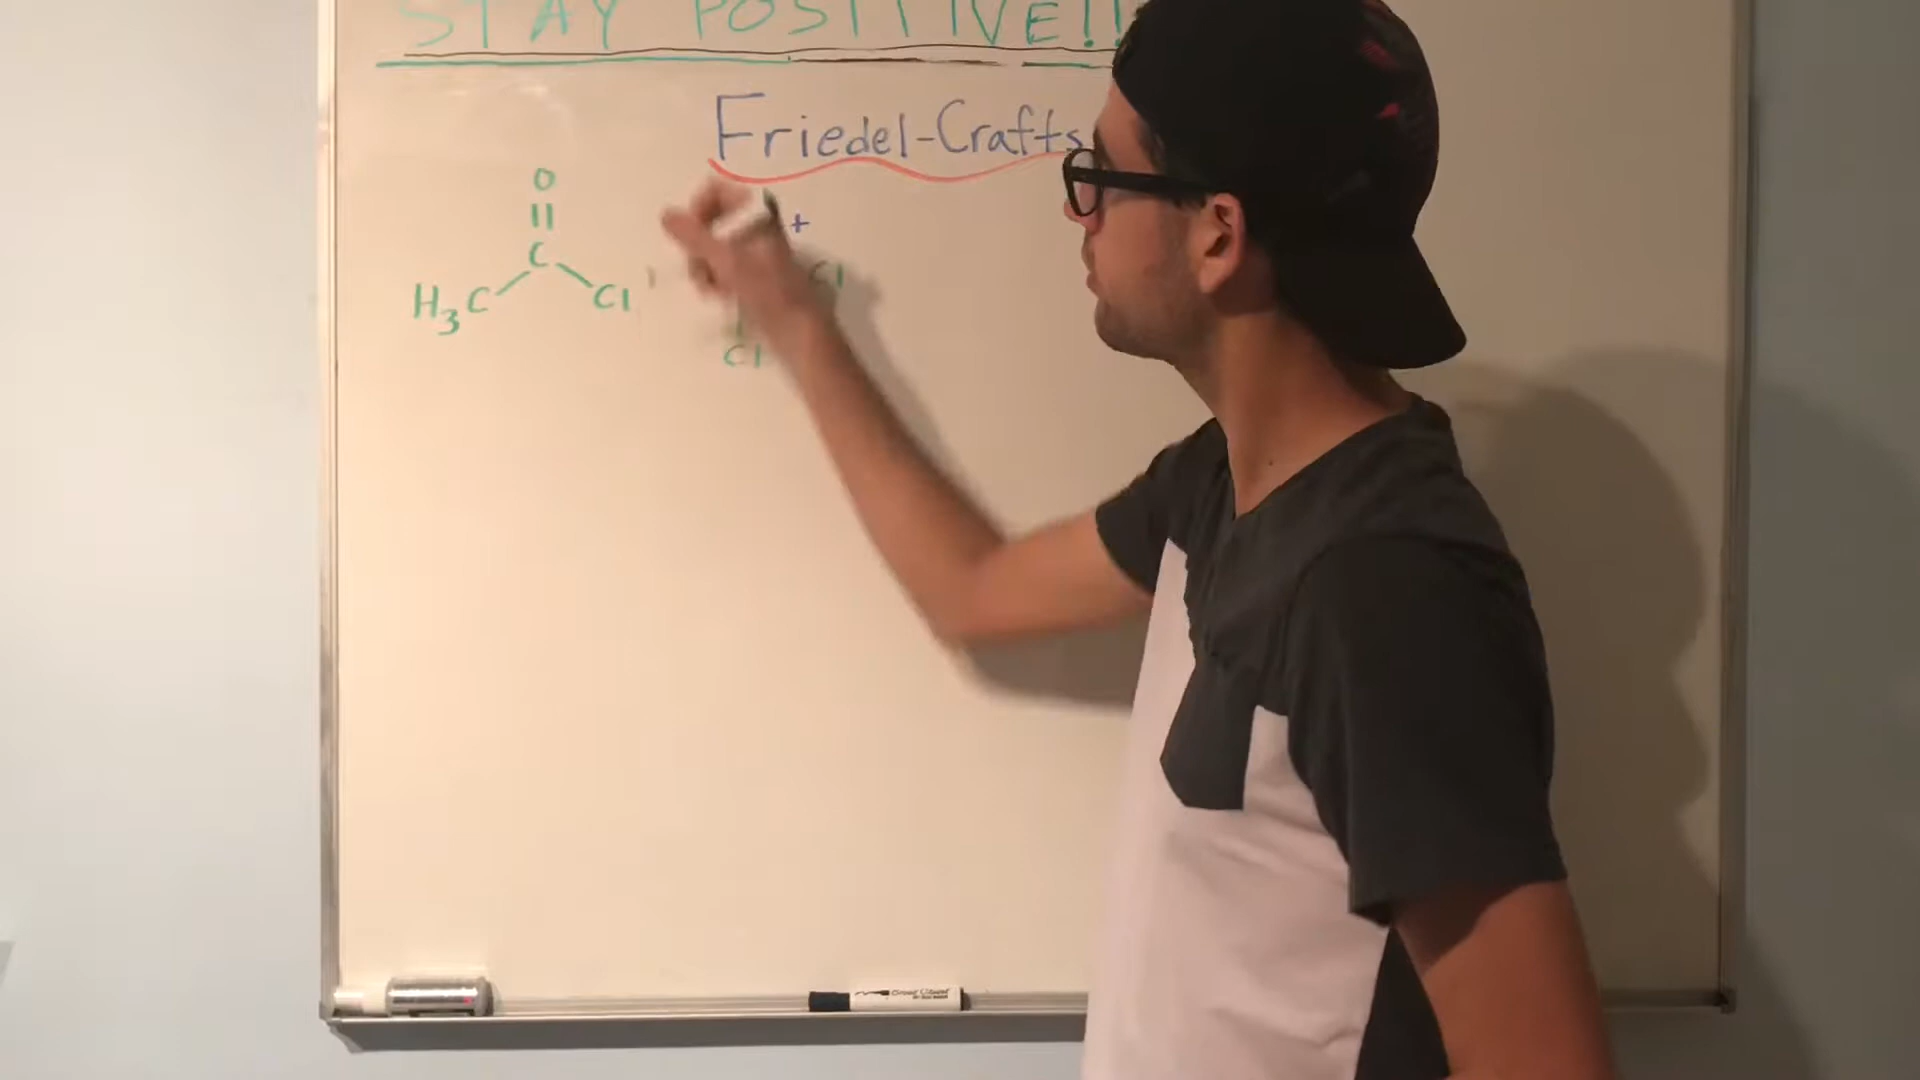 STAY POSITIVE!!
Friedel-Crafts
O
+
C
Cl
H3C
Cl
Cl